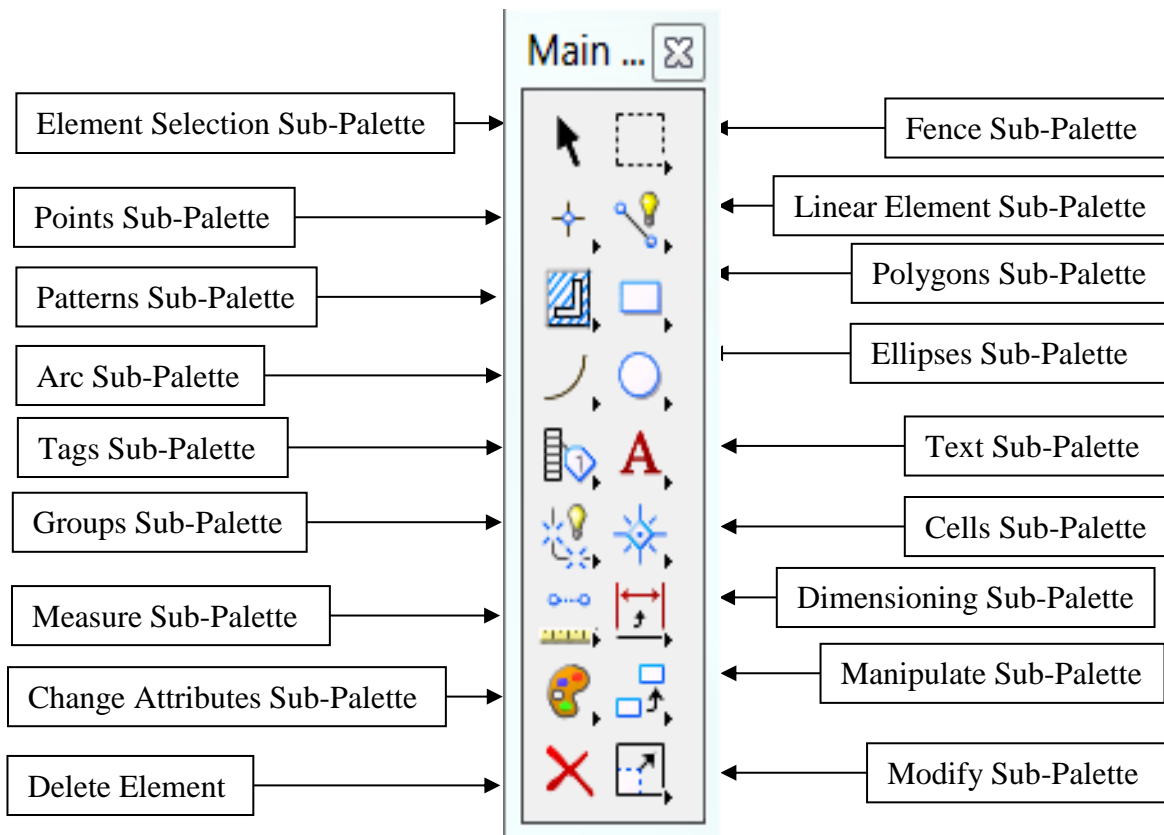 Main ...
Element Selection Sub-Palette
Fence Sub-Palette
Points Sub-Palette
Linear Element Sub-Palette
Patterns Sub-Palette
Polygons Sub-Palette
Arc Sub-Palette
Ellipses Sub-Palette
Tags Sub-Palette
1
A
Text Sub-Palette
Groups Sub-Palette
Cells Sub-Palette
Measure Sub-Palette
Dimensioning Sub-Palette
Change Attributes Sub-Palette
Manipulate Sub-Palette
Delete Element
Modify Sub-Palette